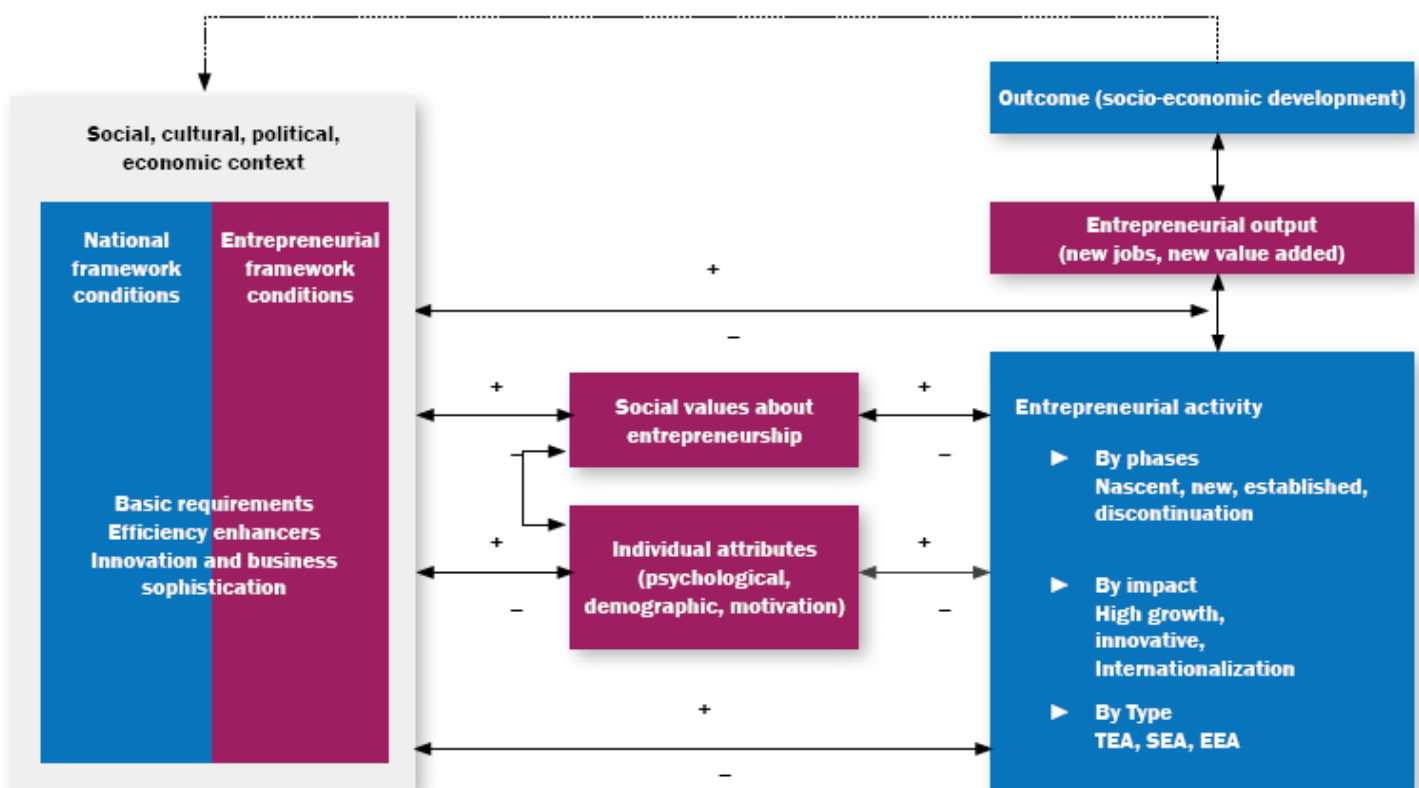 Outcome (socio-economic development)
Social, cultural, political,
economic context
National
framework
conditions
Entrepreneurial
framework
conditions
Basic requirements
Efficiency enhancers
Innovation and business
sophistication
Entrepreneurial output
(new jobs, new value added)
+
–
+
–
Social values about
entrepreneurship
+
–
+
–
Individual attributes
(psychological,
demographic, motivation)
+
–
+
–
Entrepreneurial activity
► By phases
Nascent, new, established,
discontinuation
► By impact
High growth,
innovative,
Internationalization
► By Type
TEA, SEA, EEA